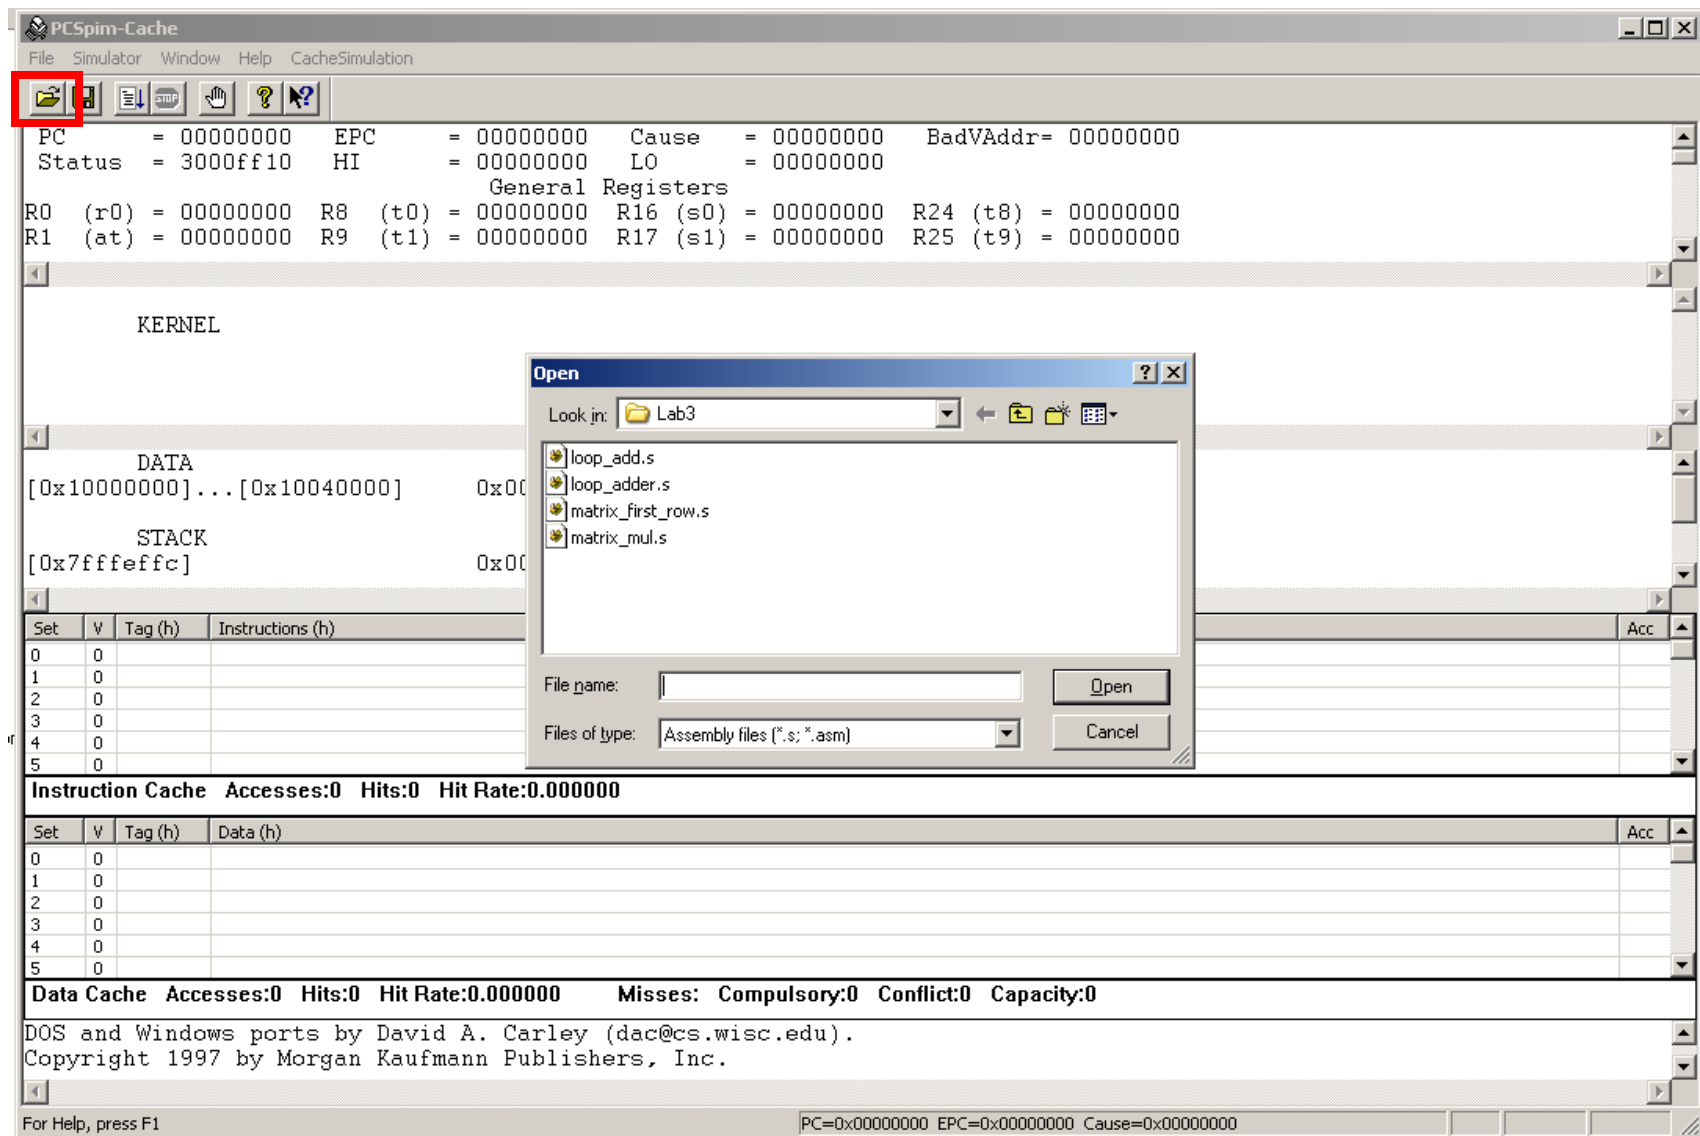 PCSpim-Cache
File Simulator Window Help CacheSimulation
STOP
PC = 00000000 EPC = 00000000 Cause = 00000000 BadVAddr= 00000000
Status = 3000ff10 HI = 00000000 LO = 00000000
General Registers
R0 (r0) = 00000000 R8 (t0) = 00000000 R16 (s0) = 00000000 R24 (t8) = 00000000
R1 (at) = 00000000 R9 (t1) = 00000000 R17 (s1) = 00000000 R25 (t9) = 00000000
KERNEL
DATA
[0x10000000]...[0x10040000] 0x00
STACK
[0x7fffeffc] 0x00
Open
Look in: Lab3
loop_add.s
loop_adder.s
matrix_first_row.s
matrix_mul.s
File name: Open
Files of type: Assembly files (*.s; *.asm) Cancel
Set V Tag (h) Instructions (h) Acc
0 0
1 0
2 0
3 0
4 0
5 0
Instruction Cache Accesses:0 Hits:0 Hit Rate:0.000000
Set V Tag (h) Data (h) Acc
0 0
1 0
2 0
3 0
4 0
5 0
Data Cache Accesses:0 Hits:0 Hit Rate:0.000000 Misses: Compulsory:0 Conflict:0 Capacity:0
DOS and Windows ports by David A. Carley (dac@cs.wisc.edu).
Copyright 1997 by Morgan Kaufmann Publishers, Inc.
For Help, press F1 PC=0x00000000 EPC=0x00000000 Cause=0x00000000